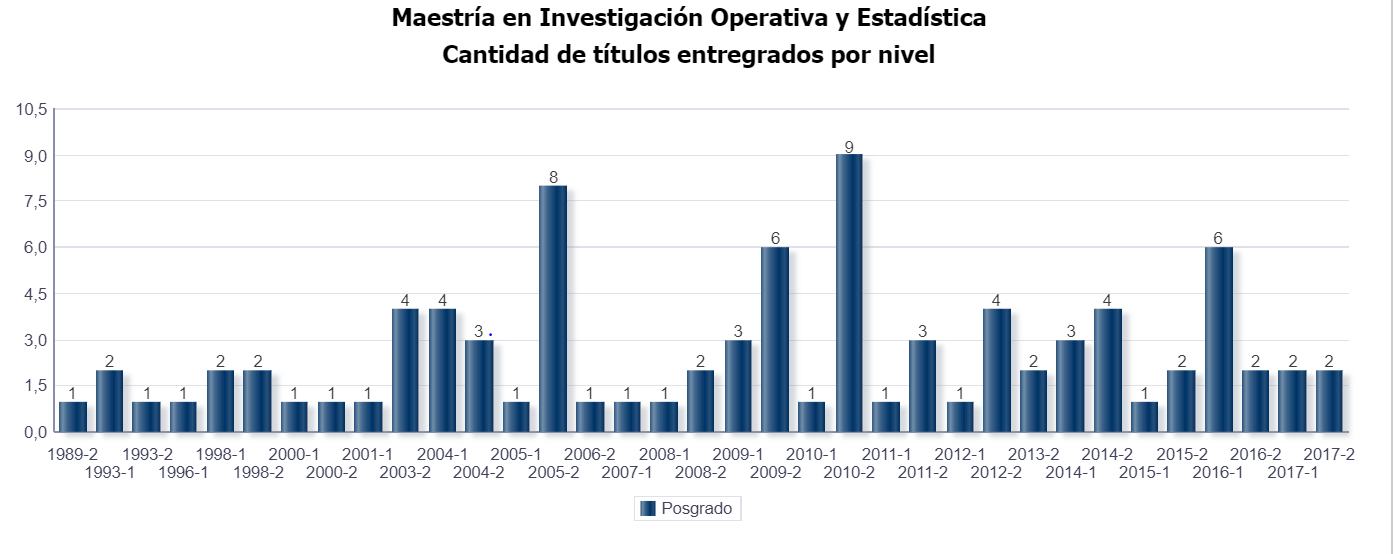 Maestría en Investigación Operativa y Estadística
Cantidad de títulos entregrados por nivel
10,5
9,0
7,5
6,0
4,5
3,0
1,5
0,0
1 2 1 1 2 2 1 1 1 4 4 3 1 8 1 1 1 2 3 6 1 9 1 3 1 4 2 3 4 1 2 6 2 2 2
1989-2 1993-2 1998-1 2000-1 2001-1 2004-1 2005-1 2006-2 2008-1 2009-1 2010-1 2011-1 2012-1 2013-2 2014-2 2015-2 2016-2 2017-2
1993-1 1996-1 1998-2 2000-2 2003-2 2004-2 2005-2 2007-1 2008-2 2009-2 2010-2 2011-2 2012-2 2014-1 2015-1 2016-1 2017-1
Posgrado